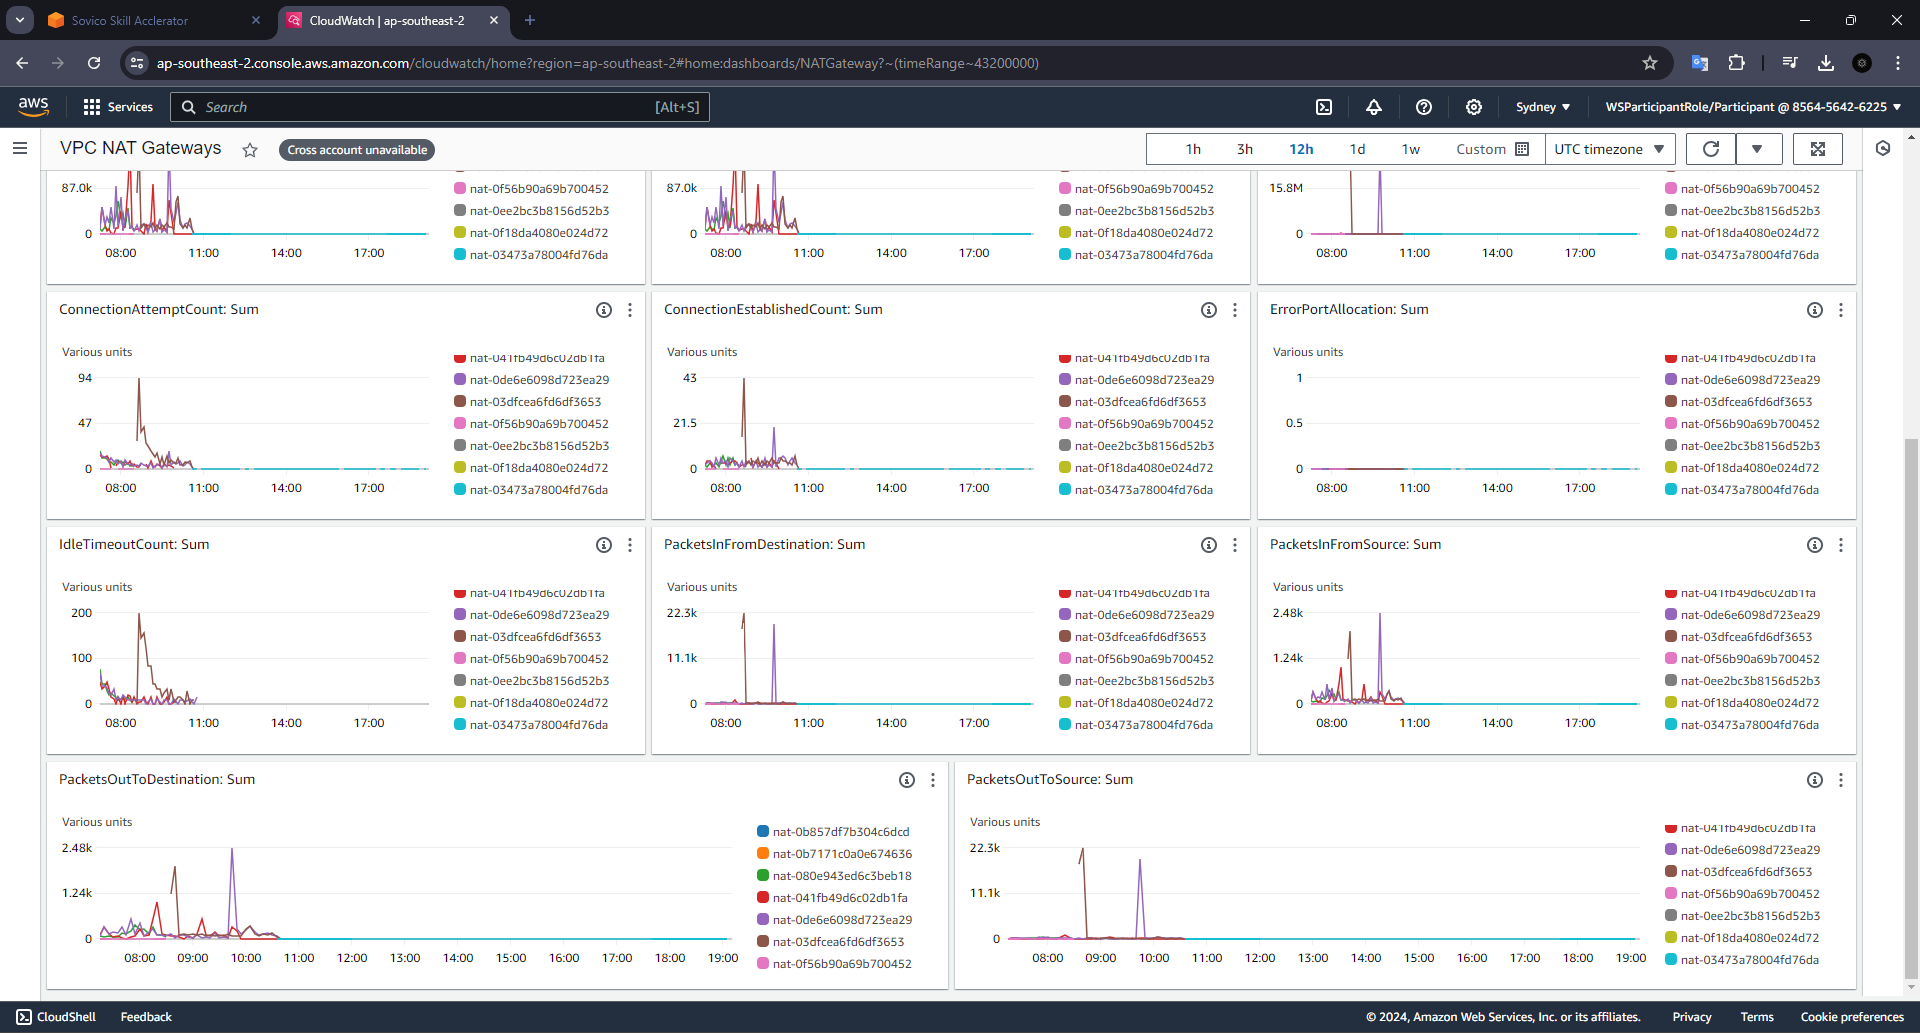 Sovico Skill Acclerator
CloudWatch | ap-southeast-2
ap-southeast-2.console.aws.amazon.com/cloudwatch/home?region=ap-southeast-2#home:dashboards/NATGateway?~(timeRange~43200000)
aws
Services
Search
[Alt+S]
Sydney
WSParticipantRole/Participant @ 8564-5642-6225
VPC NAT Gateways
Cross account unavailable
1h 3h 12h 1d 1w Custom
UTC timezone
87.0k
0
08:00 11:00 14:00 17:00
nat-0f56b90a69b700452
nat-0ee2bc3b8156d52b3
nat-0f18da4080e024d72
nat-03473a78004fd76da
87.0k
0
08:00 11:00 14:00 17:00
nat-0f56b90a69b700452
nat-0ee2bc3b8156d52b3
nat-0f18da4080e024d72
nat-03473a78004fd76da
15.8M
0
08:00 11:00 14:00 17:00
nat-0f56b90a69b700452
nat-0ee2bc3b8156d52b3
nat-0f18da4080e024d72
nat-03473a78004fd76da
ConnectionAttemptCount: Sum
Various units
94
47
0
08:00 11:00 14:00 17:00
nat-041fb49d6c02db1fa
nat-0de6e6098d723ea29
nat-03dfcea6fd6df3653
nat-0f56b90a69b700452
nat-0ee2bc3b8156d52b3
nat-0f18da4080e024d72
nat-03473a78004fd76da
ConnectionEstablishedCount: Sum
Various units
43
21.5
0
08:00 11:00 14:00 17:00
nat-041fb49d6c02db1fa
nat-0de6e6098d723ea29
nat-03dfcea6fd6df3653
nat-0f56b90a69b700452
nat-0ee2bc3b8156d52b3
nat-0f18da4080e024d72
nat-03473a78004fd76da
ErrorPortAllocation: Sum
Various units
1
0.5
0
08:00 11:00 14:00 17:00
nat-041fb49d6c02db1fa
nat-0de6e6098d723ea29
nat-03dfcea6fd6df3653
nat-0f56b90a69b700452
nat-0ee2bc3b8156d52b3
nat-0f18da4080e024d72
nat-03473a78004fd76da
IdleTimeoutCount: Sum
Various units
200
100
0
08:00 11:00 14:00 17:00
nat-041fb49d6c02db1fa
nat-0de6e6098d723ea29
nat-03dfcea6fd6df3653
nat-0f56b90a69b700452
nat-0ee2bc3b8156d52b3
nat-0f18da4080e024d72
nat-03473a78004fd76da
PacketsInFromDestination: Sum
Various units
22.3k
11.1k
0
08:00 11:00 14:00 17:00
nat-041fb49d6c02db1fa
nat-0de6e6098d723ea29
nat-03dfcea6fd6df3653
nat-0f56b90a69b700452
nat-0ee2bc3b8156d52b3
nat-0f18da4080e024d72
nat-03473a78004fd76da
PacketsInFromSource: Sum
Various units
2.48k
1.24k
0
08:00 11:00 14:00 17:00
nat-041fb49d6c02db1fa
nat-0de6e6098d723ea29
nat-03dfcea6fd6df3653
nat-0f56b90a69b700452
nat-0ee2bc3b8156d52b3
nat-0f18da4080e024d72
nat-03473a78004fd76da
PacketsOutToDestination: Sum
Various units
2.48k
1.24k
0
08:00 09:00 10:00 11:00 12:00 13:00 14:00 15:00 16:00 17:00 18:00 19:00
nat-0b857df7b304c6dcd
nat-0b7171c0a0e674636
nat-080e943ed6c3beb18
nat-041fb49d6c02db1fa
nat-0de6e6098d723ea29
nat-03dfcea6fd6df3653
nat-0f56b90a69b700452
PacketsOutToSource: Sum
Various units
22.3k
11.1k
0
08:00 09:00 10:00 11:00 12:00 13:00 14:00 15:00 16:00 17:00 18:00 19:00
nat-041fb49d6c02db1fa
nat-0de6e6098d723ea29
nat-03dfcea6fd6df3653
nat-0f56b90a69b700452
nat-0ee2bc3b8156d52b3
nat-0f18da4080e024d72
nat-03473a78004fd76da
CloudShell
Feedback
© 2024, Amazon Web Services, Inc. or its affiliates.
Privacy
Terms
Cookie preferences